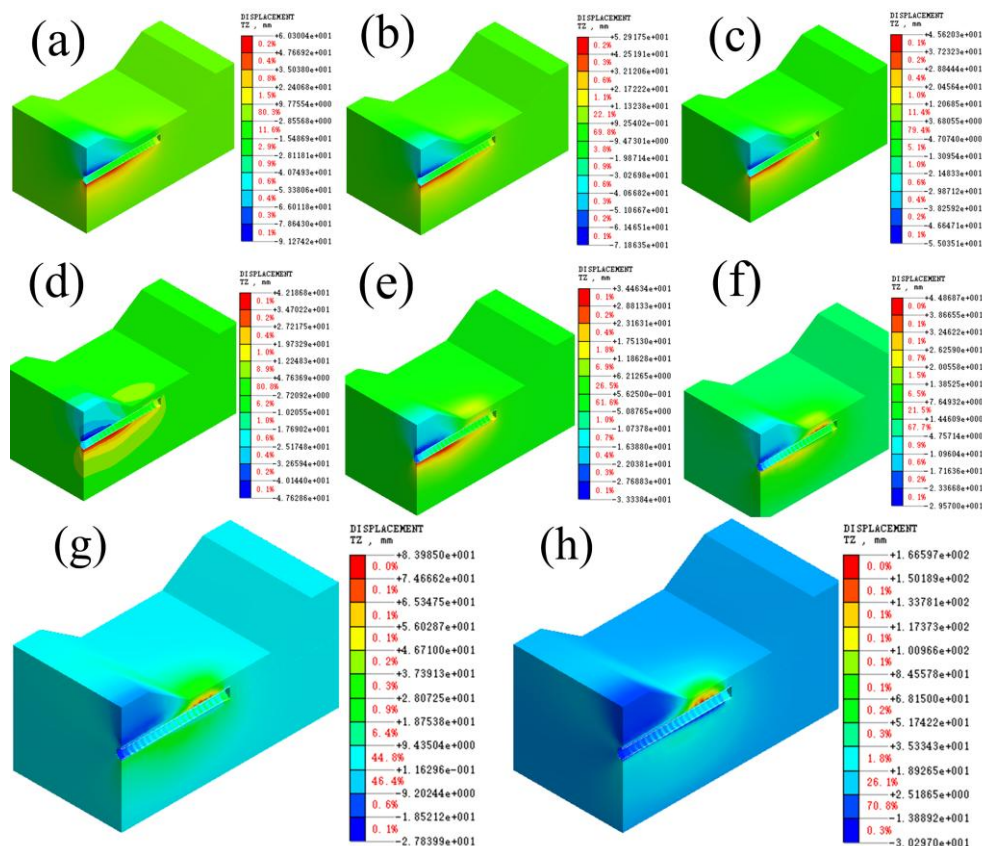 (a)
DISPLACEMENT
TZ , mm
+6.03004e+001
0.2%
+4.76692e+001
0.4%
+3.50380e+001
0.8%
+2.24068e+001
1.5%
+9.77554e+000
80.3%
-2.85568e+000
11.6%
-1.54869e+001
2.9%
-2.81181e+001
0.9%
-4.07493e+001
0.6%
-5.33806e+001
0.4%
-6.60118e+001
0.3%
-7.86430e+001
0.1%
-9.12742e+001
(b)
DISPLACEMENT
TZ , mm
+5.29175e+001
0.2%
+4.25191e+001
0.3%
+3.21206e+001
0.6%
+2.17222e+001
1.1%
+1.13238e+001
22.1%
+9.25402e-001
69.8%
-9.47301e+000
3.0%
-1.98714e+001
0.9%
-3.02698e+001
0.6%
-4.06682e+001
0.3%
-5.10667e+001
0.2%
-6.14651e+001
0.1%
-7.18635e+001
(c)
DISPLACEMENT
TZ , mm
+4.56203e+001
0.1%
+3.72323e+001
0.2%
+2.88444e+001
0.4%
+2.04564e+001
1.0%
+1.20685e+001
11.4%
+3.68055e+000
79.4%
-4.70740e+000
5.1%
-1.30954e+001
1.0%
-2.14833e+001
0.6%
-2.98712e+001
0.4%
-3.82592e+001
0.2%
-4.66471e+001
0.1%
-5.50351e+001
(d)
DISPLACEMENT
TZ , mm
+4.21868e+001
0.1%
+3.47022e+001
0.2%
+2.72175e+001
0.4%
+1.97329e+001
1.0%
+1.22483e+001
8.9%
+4.76369e+000
80.8%
-2.72092e+000
6.2%
-1.02055e+001
1.0%
-1.76902e+001
0.6%
-2.51748e+001
0.4%
-3.26594e+001
0.2%
-4.01440e+001
0.1%
-4.76286e+001
(e)
DISPLACEMENT
TZ , mm
+3.44634e+001
0.1%
+2.88133e+001
0.2%
+2.31631e+001
0.4%
+1.75130e+001
1.0%
+1.18628e+001
6.9%
+6.21265e+000
26.5%
+5.62500e-001
61.6%
-5.08765e+000
1.0%
-1.07378e+001
0.7%
-1.63880e+001
0.4%
-2.20381e+001
0.3%
-2.76883e+001
0.1%
-3.33384e+001
(f)
DISPLACEMENT
TZ , mm
+4.48687e+001
0.0%
+3.86655e+001
0.1%
+3.24622e+001
0.1%
+2.62590e+001
0.7%
+2.00558e+001
1.5%
+1.38525e+001
6.5%
+7.64932e+000
21.5%
+1.44609e+000
67.7%
-4.75714e+000
0.9%
-1.09604e+001
0.6%
-1.71636e+001
0.2%
-2.33668e+001
0.1%
-2.95700e+001
(g)
DISPLACEMENT
TZ , mm
+8.39850e+001
0.0%
+7.46662e+001
0.1%
+6.53475e+001
0.1%
+5.60287e+001
0.1%
+4.67100e+001
0.2%
+3.73913e+001
0.3%
+2.80725e+001
0.9%
+1.87538e+001
6.4%
+9.43504e+000
44.8%
+1.16296e-001
46.4%
-9.20244e+000
0.6%
-1.85212e+001
0.1%
-2.78399e+001
(h)
DISPLACEMENT
TZ , mm
+1.66597e+002
0.0%
+1.50189e+002
0.1%
+1.33781e+002
0.1%
+1.17373e+002
0.1%
+1.00966e+002
0.1%
+8.45578e+001
0.1%
+6.81500e+001
0.2%
+5.17422e+001
0.3%
+3.53343e+001
1.8%
+1.89265e+001
26.1%
+2.51865e+000
70.8%
-1.38892e+001
0.3%
-3.02970e+001